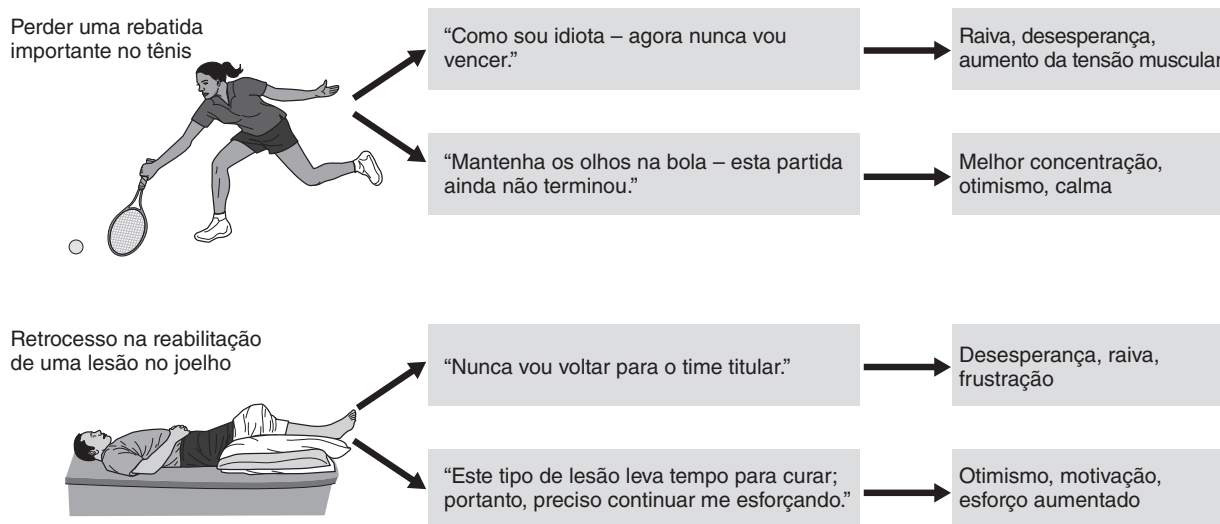 Perder uma rebatida
importante no tênis
“Como sou idiota – agora nunca vou
vencer.”
Raiva, desesperança,
aumento da tensão muscular
“Mantenha os olhos na bola – esta partida
ainda não terminou.”
Melhor concentração,
otimismo, calma
Retrocesso na reabilitação
de uma lesão no joelho
“Nunca vou voltar para o time titular.”
Desesperança, raiva,
frustração
“Este tipo de lesão leva tempo para curar;
portanto, preciso continuar me esforçando.”
Otimismo, motivação,
esforço aumentado